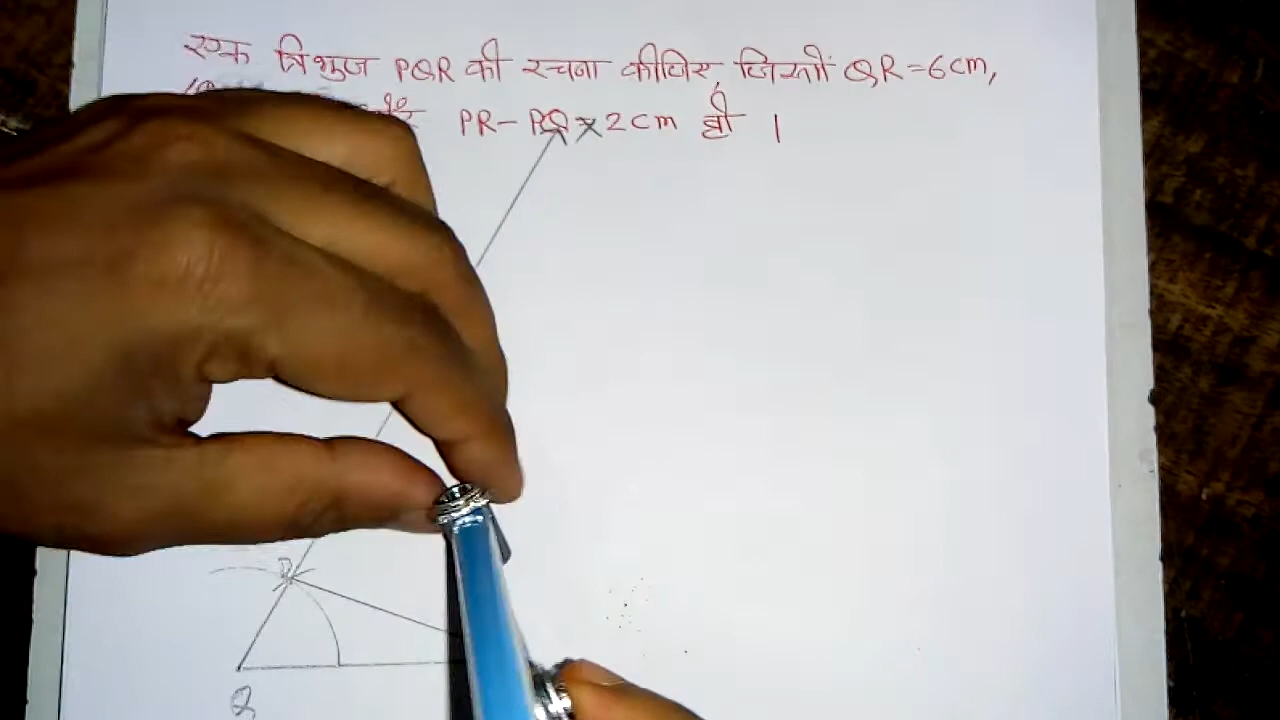 एक त्रिभुज PQR की रचना कीजिए, जिसमें QR=6cm,
PR- PQ = 2cm हो ।
D
Q